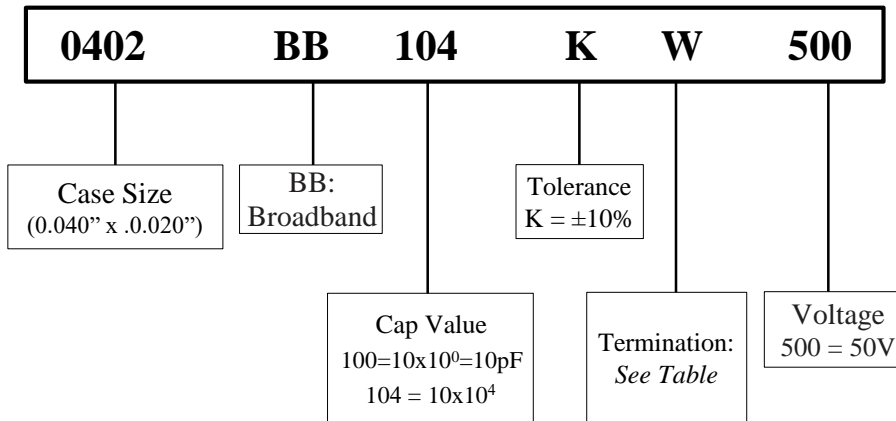 0402 BB 104 K W 500
Case Size
(0.040” x .0.020”)
BB:
Broadband
Tolerance
K = ±10%
Cap Value
100=10x10⁰=10pF
104 = 10x10⁴
Termination:
See Table
Voltage
500 = 50V